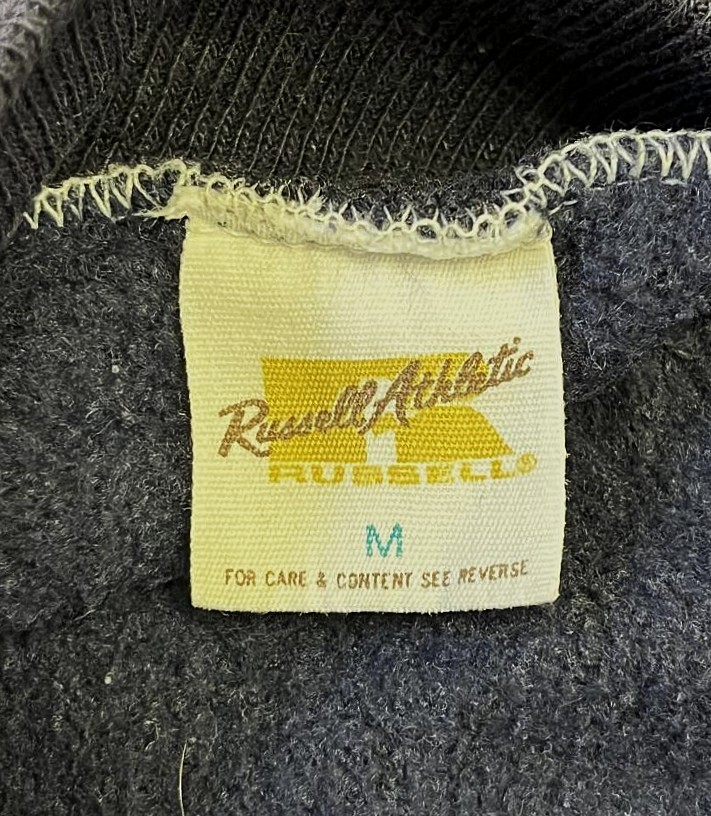 Russell Athletic
RUSSELL®
M
FOR CARE & CONTENT SEE REVERSE